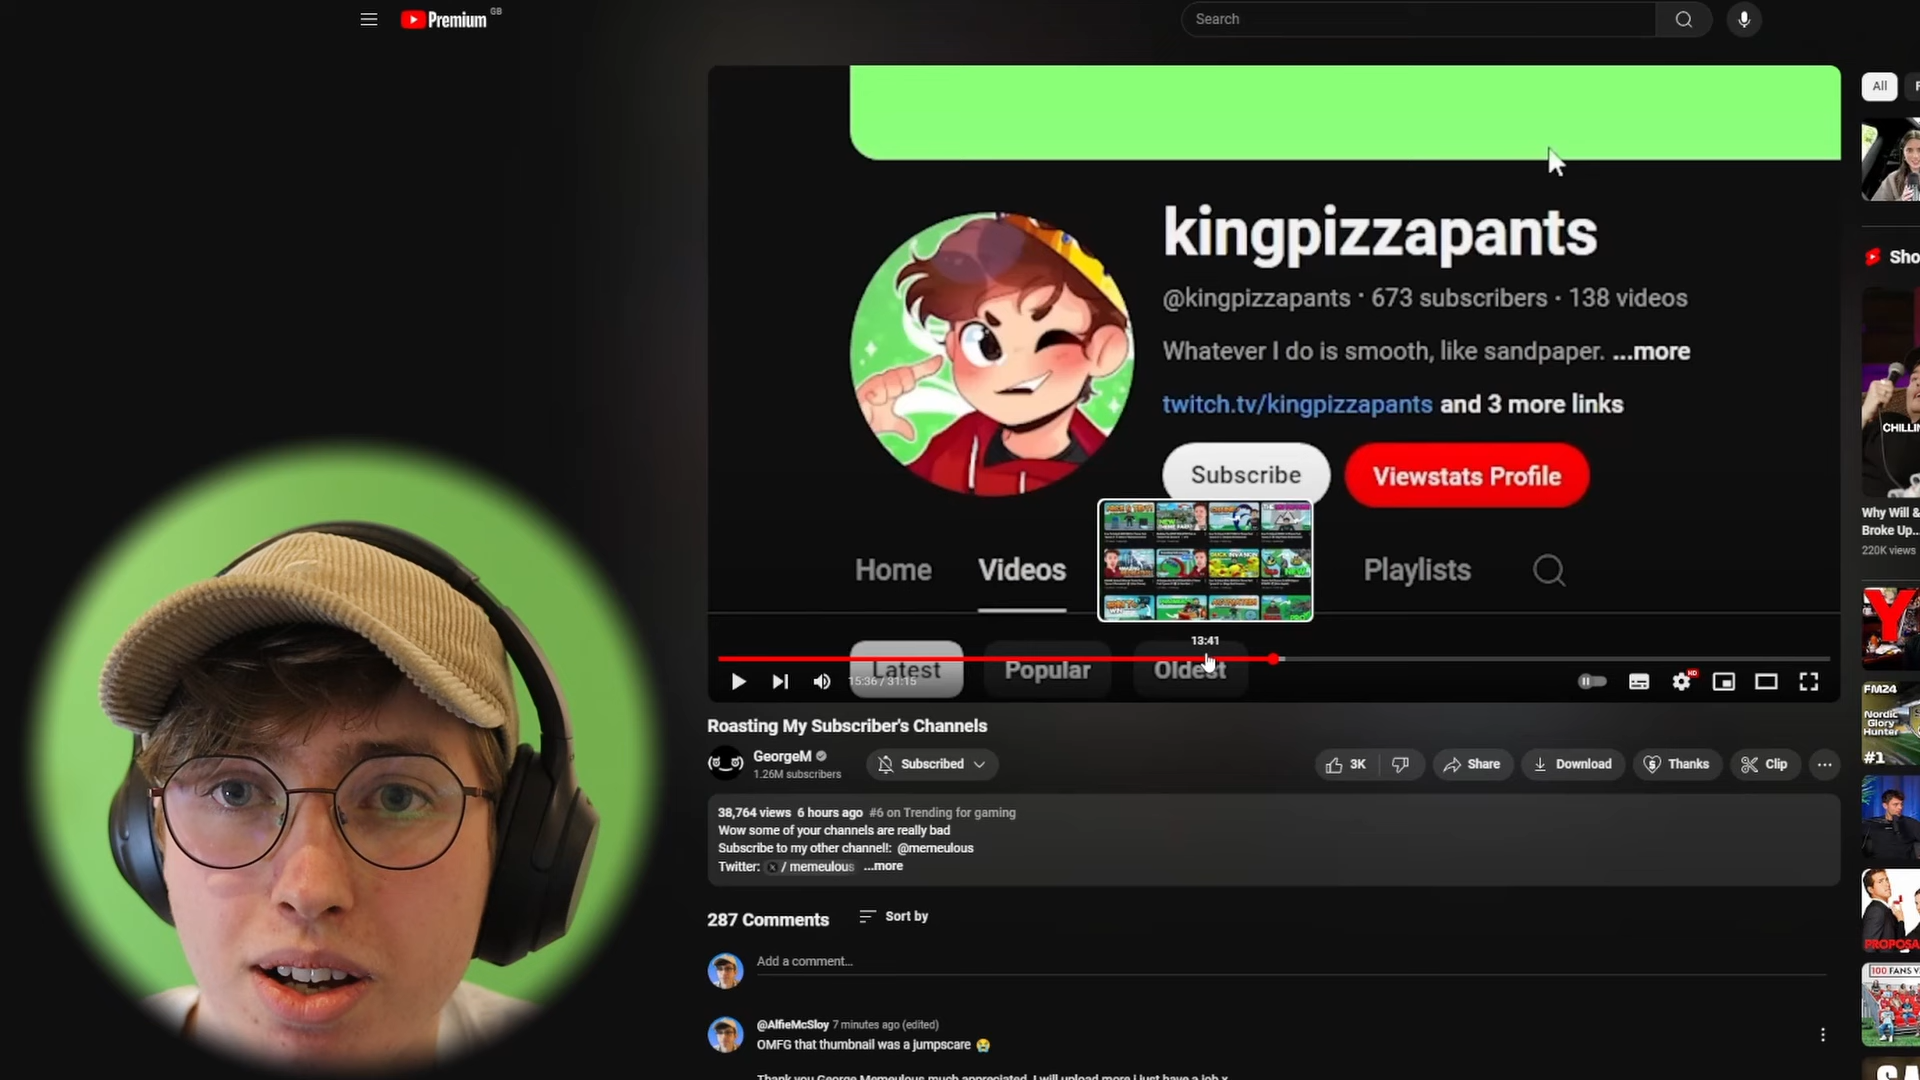 Premium GB
Search
kingpizzapants
@kingpizzapants · 673 subscribers · 138 videos
Whatever I do is smooth, like sandpaper. ...more
twitch.tv/kingpizzapants and 3 more links
Subscribe
Viewstats Profile
Home
Videos
Playlists
13:41
Latest
Popular
Oldest
15:36 / 31:15
HD
Roasting My Subscriber's Channels
GeorgeM
1.26M subscribers
Subscribed
3K
Share
Download
Thanks
Clip
38,764 views 6 hours ago #6 on Trending for gaming
Wow some of your channels are really bad
Subscribe to my other channel!: @memeulous
Twitter: X / memeulous ...more
287 Comments
Sort by
Add a comment...
@AlfieMcSloy 7 minutes ago (edited)
OMFG that thumbnail was a jumpscare 😭
Thank you George Memeulous much appreciated, I will upload more i just have a job x
All
Sho
CHILLIN
Why Will &
Broke Up...
220K views
Y
FM24
Nordic
Glory
Hunter
#1
PROPOSA
100 FANS V
SA